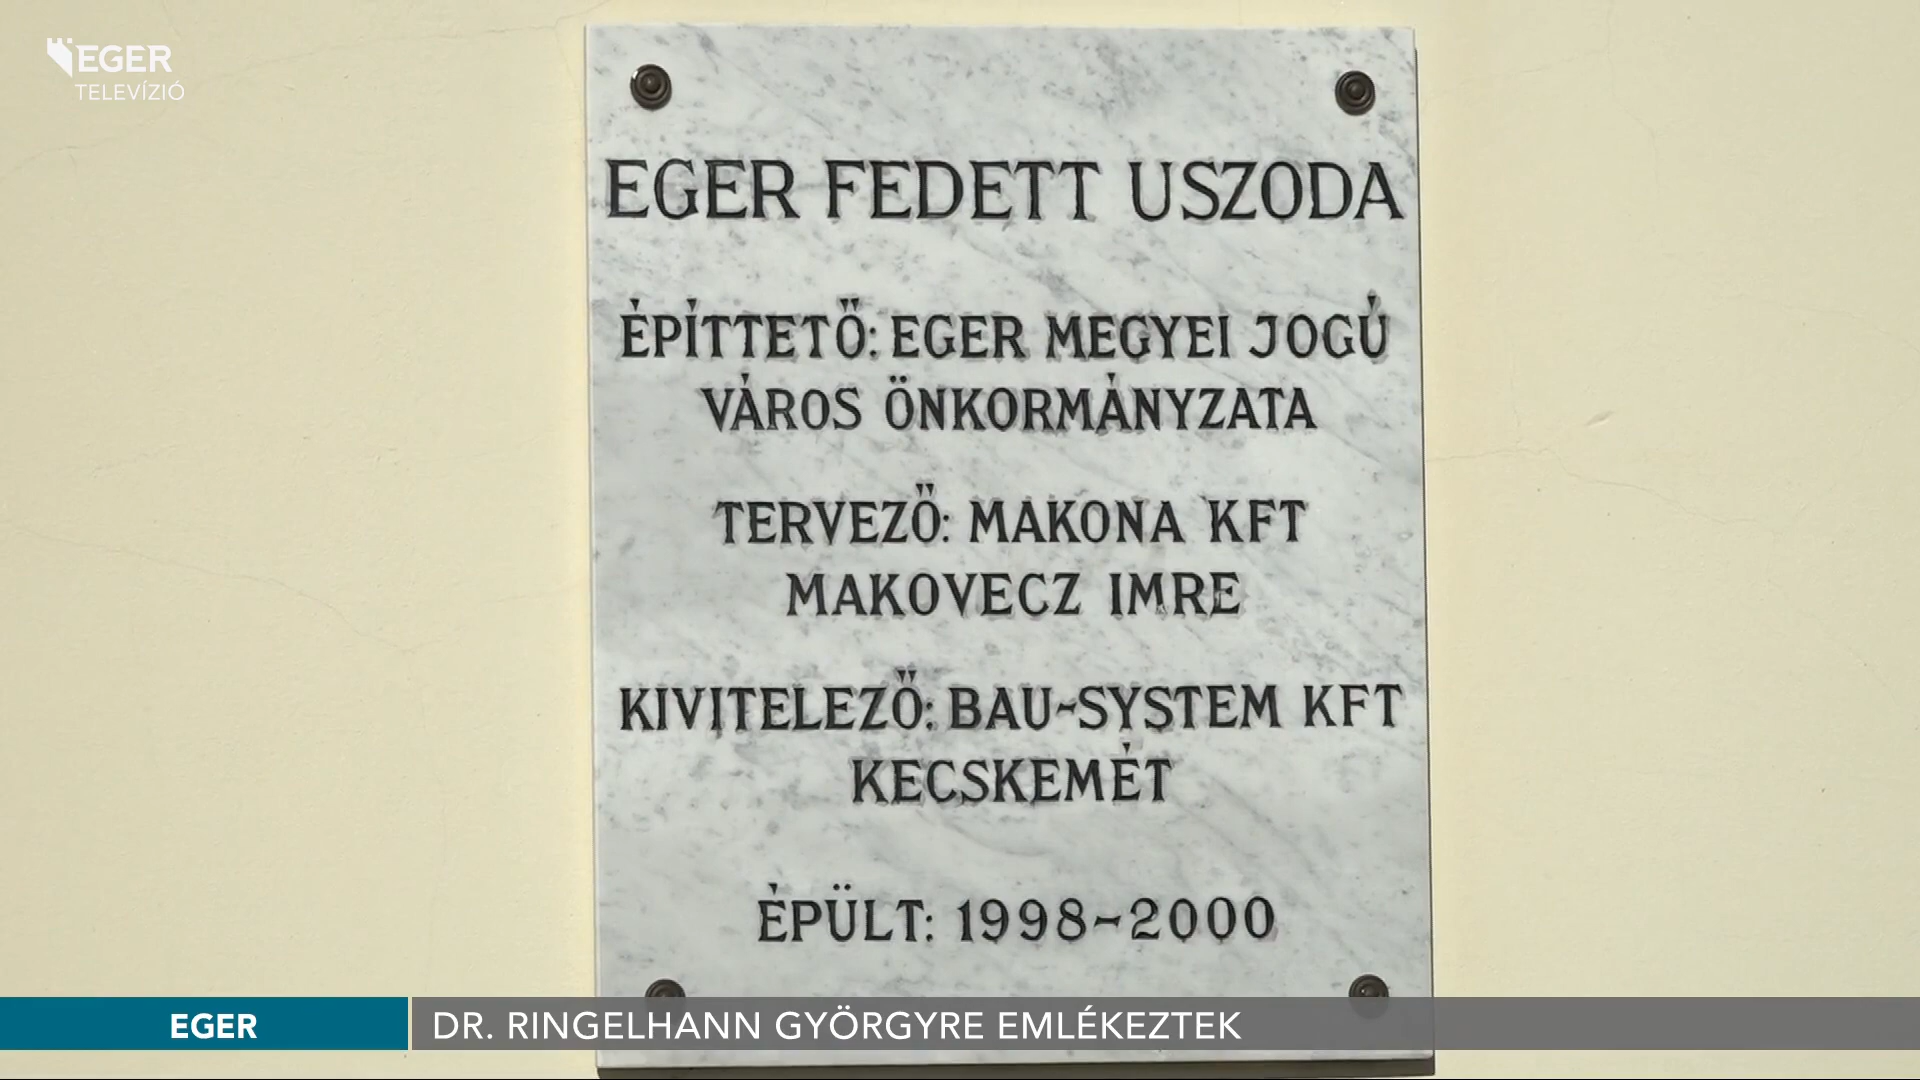 EGER
TELEVÍZIÓ
EGER FEDETT USZODA
ÉPÍTTETŐ: EGER MEGYEI JOGÚ
VÁROS ÖNKORMÁNYZATA
TERVEZŐ: MAKONA KFT
MAKOVECZ IMRE
KIVITELEZŐ: BAU-SYSTEM KFT
KECSKEMÉT
ÉPÜLT: 1998-2000
EGER
DR. RINGELHANN GYÖRGYRE EMLÉKEZTEK